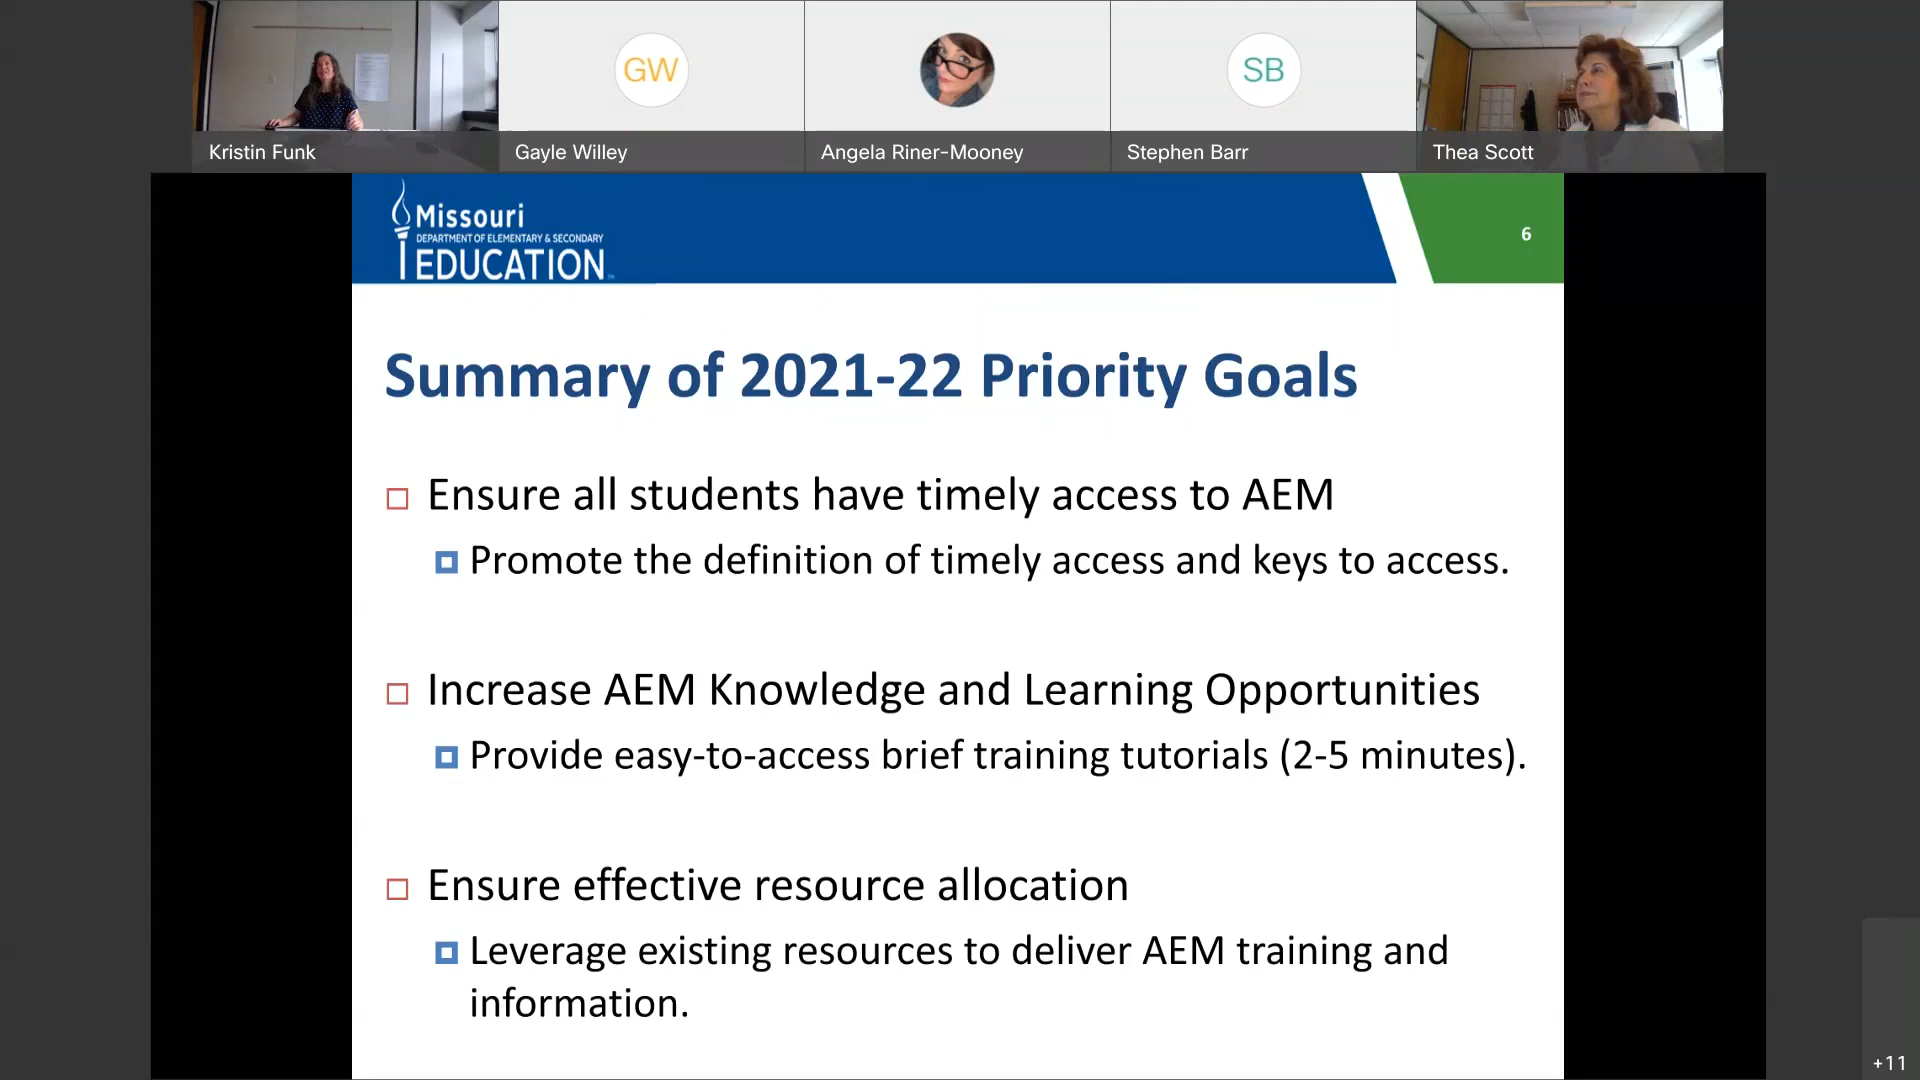 GW
SB
Kristin Funk
Gayle Willey
Angela Riner-Mooney
Stephen Barr
Thea Scott
Missouri
DEPARTMENT OF ELEMENTARY & SECONDARY
EDUCATION
6
Summary of 2021-22 Priority Goals
Ensure all students have timely access to AEM
Promote the definition of timely access and keys to access.
Increase AEM Knowledge and Learning Opportunities
Provide easy-to-access brief training tutorials (2-5 minutes).
Ensure effective resource allocation
Leverage existing resources to deliver AEM training and
information.
+11